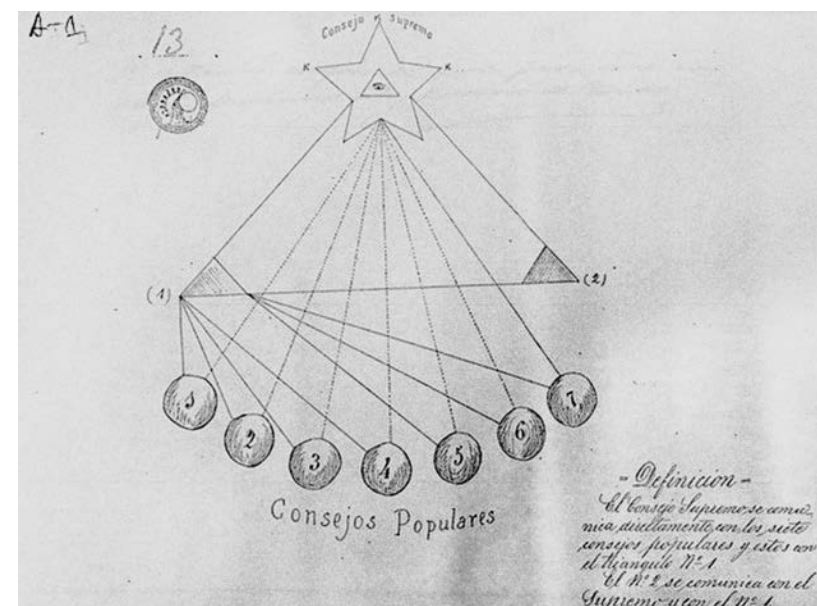 A-1
13
Consejo supremo
K
K K
(1) (2)
1 2 3 4 5 6 7
Consejos Populares
- Definicion -
El Consejo Supremo se comu-
nica directamente con los siete
consejos populares y estos con
el triangulo Nº 1
El Nº 2 se comunica con el
Supremo y con el Nº 1